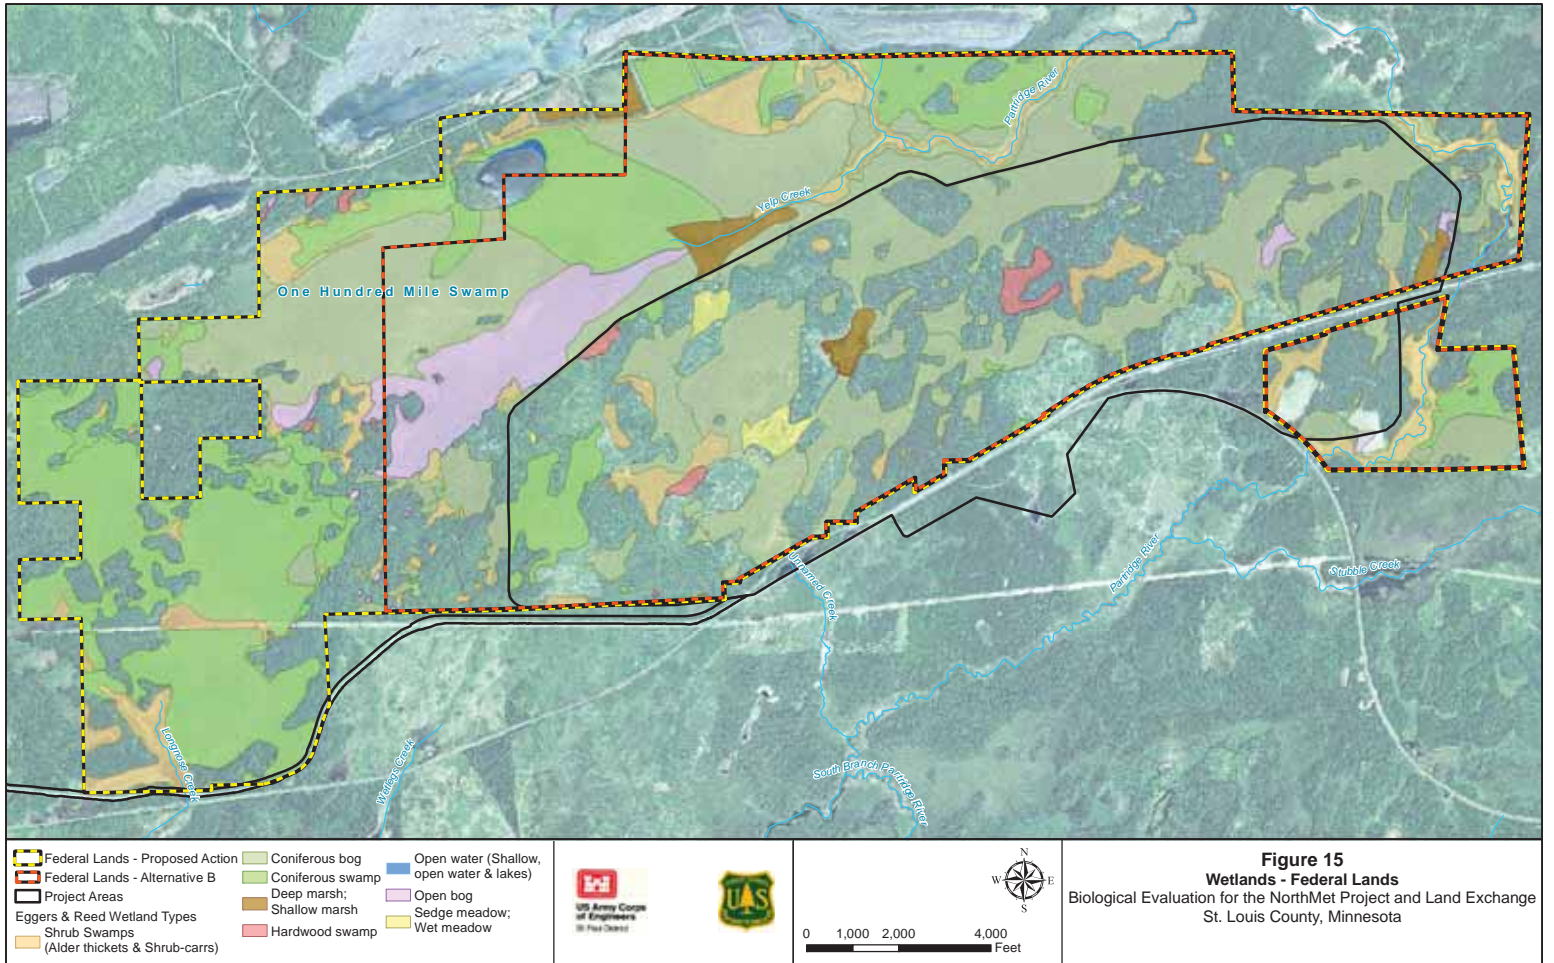 Partridge River
Yelp Creek
One Hundred Mile Swamp
Unnamed Creek
Partridge River
Stubble Creek
Longnose Creek
Wetlegs Creek
South Branch Partridge River
Federal Lands - Proposed Action
Federal Lands - Alternative B
Project Areas
Eggers & Reed Wetland Types
Shrub Swamps
(Alder thickets & Shrub-carrs)
Coniferous bog
Coniferous swamp
Deep marsh;
Shallow marsh
Hardwood swamp
Open water (Shallow,
open water & lakes)
Open bog
Sedge meadow;
Wet meadow
US Army Corps
of Engineers
UAS
N
W
E
S
0 1,000 2,000 4,000
Feet
Figure 15
Wetlands - Federal Lands
Biological Evaluation for the NorthMet Project and Land Exchange
St. Louis County, Minnesota